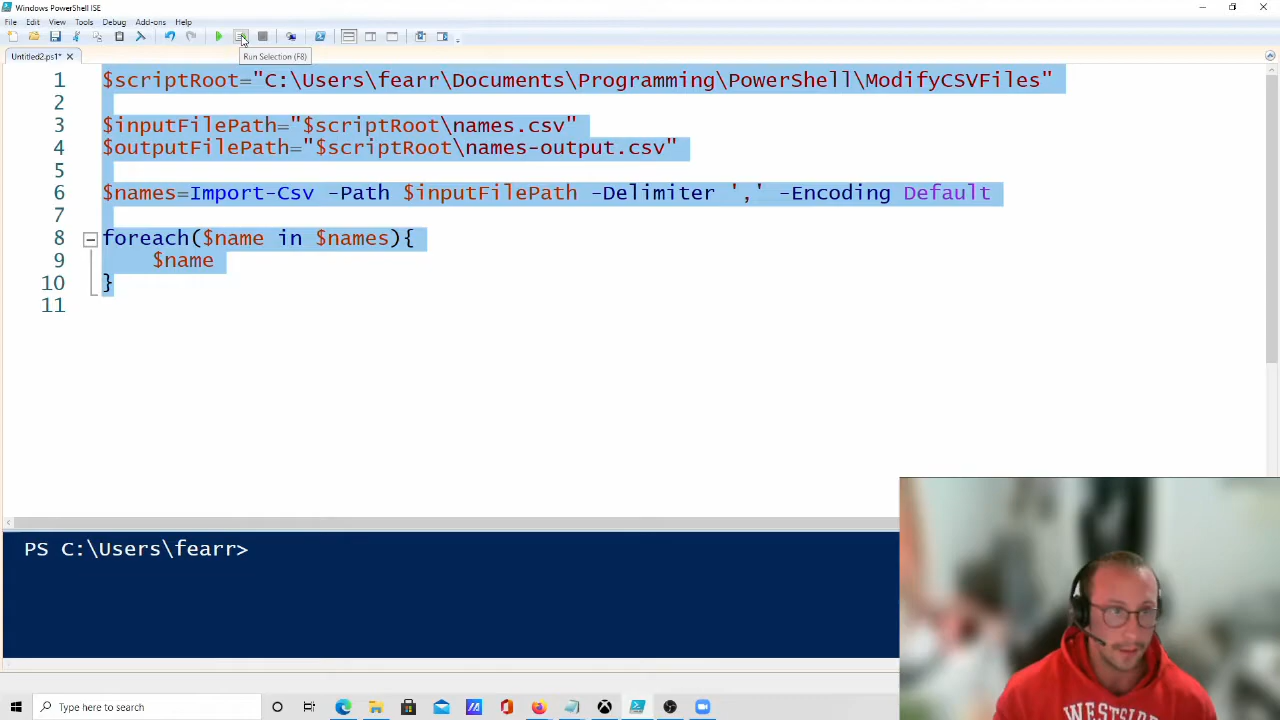 Windows PowerShell ISE
File Edit View Tools Debug Add-ons Help
Run Selection (F8)
Untitled2.ps1*
1 $scriptRoot="C:\Users\fearr\Documents\Programming\PowerShell\ModifyCSVFiles"
2
3 $inputFilePath="$scriptRoot\names.csv"
4 $outputFilePath="$scriptRoot\names-output.csv"
5
6 $names=Import-Csv -Path $inputFilePath -Delimiter ',' -Encoding Default
7
8 foreach($name in $names){
9 $name
10 }
11
PS C:\Users\fearr>
WESTSIDE
Type here to search